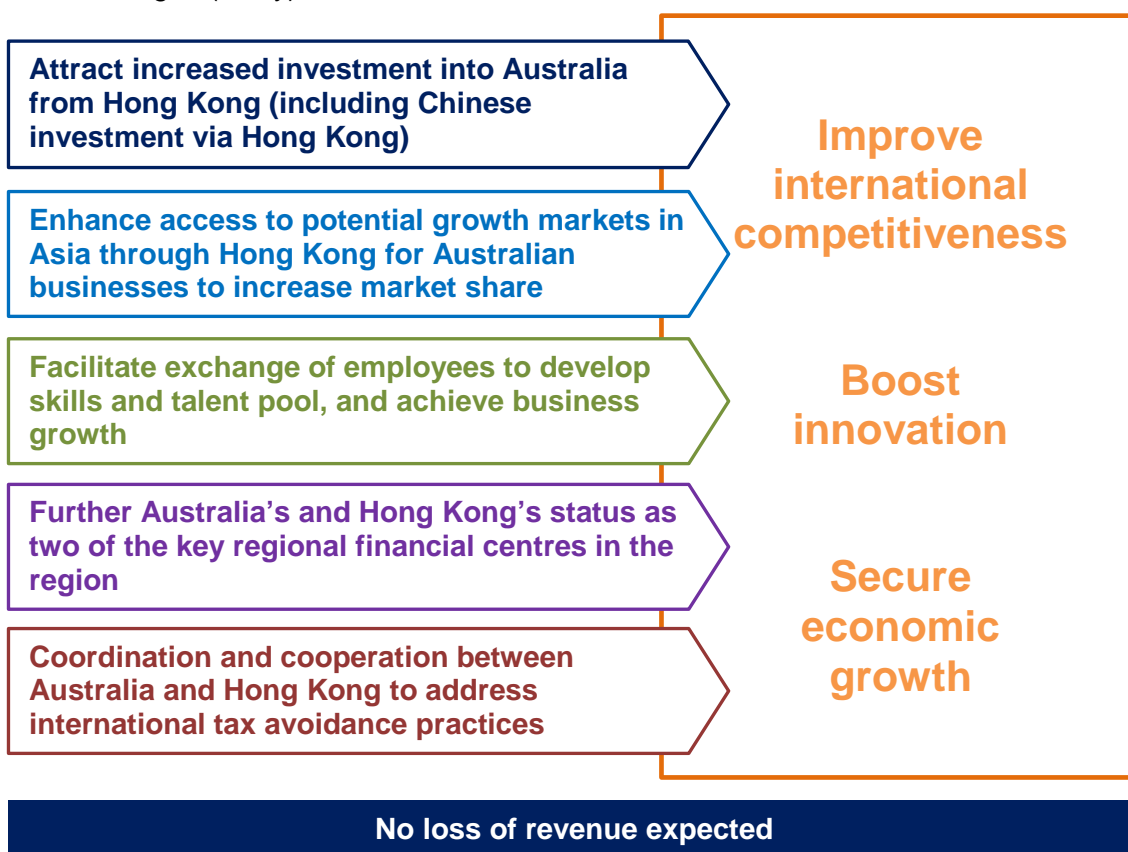 Attract increased investment into Australia
from Hong Kong (including Chinese
investment via Hong Kong)
Enhance access to potential growth markets in
Asia through Hong Kong for Australian
businesses to increase market share
Facilitate exchange of employees to develop
skills and talent pool, and achieve business
growth
Further Australia’s and Hong Kong’s status as
two of the key regional financial centres in the
region
Coordination and cooperation between
Australia and Hong Kong to address
international tax avoidance practices
Improve
international
competitiveness
Boost
innovation
Secure
economic
growth
No loss of revenue expected